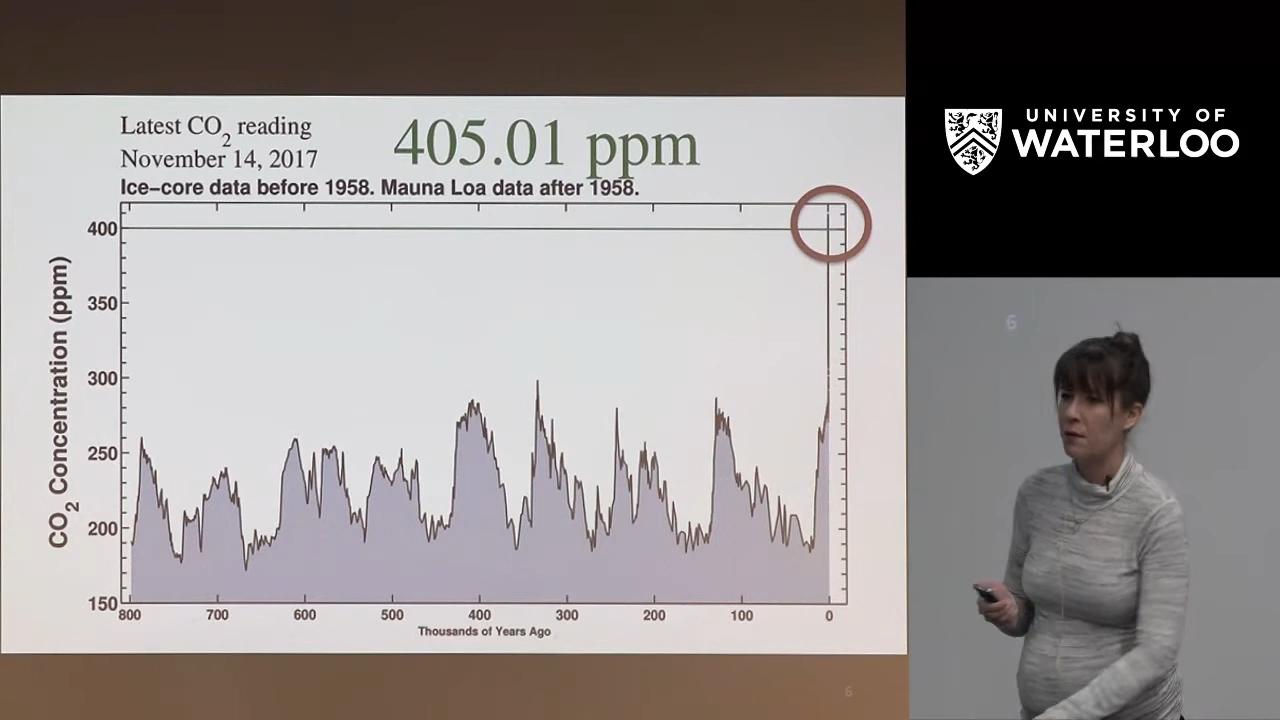 Latest CO2 reading
November 14, 2017
405.01 ppm
Ice-core data before 1958. Mauna Loa data after 1958.
CO2 Concentration (ppm)
400
350
300
250
200
150
800
700
600
500
400
300
200
100
0
Thousands of Years Ago
6
UNIVERSITY OF
WATERLOO
6